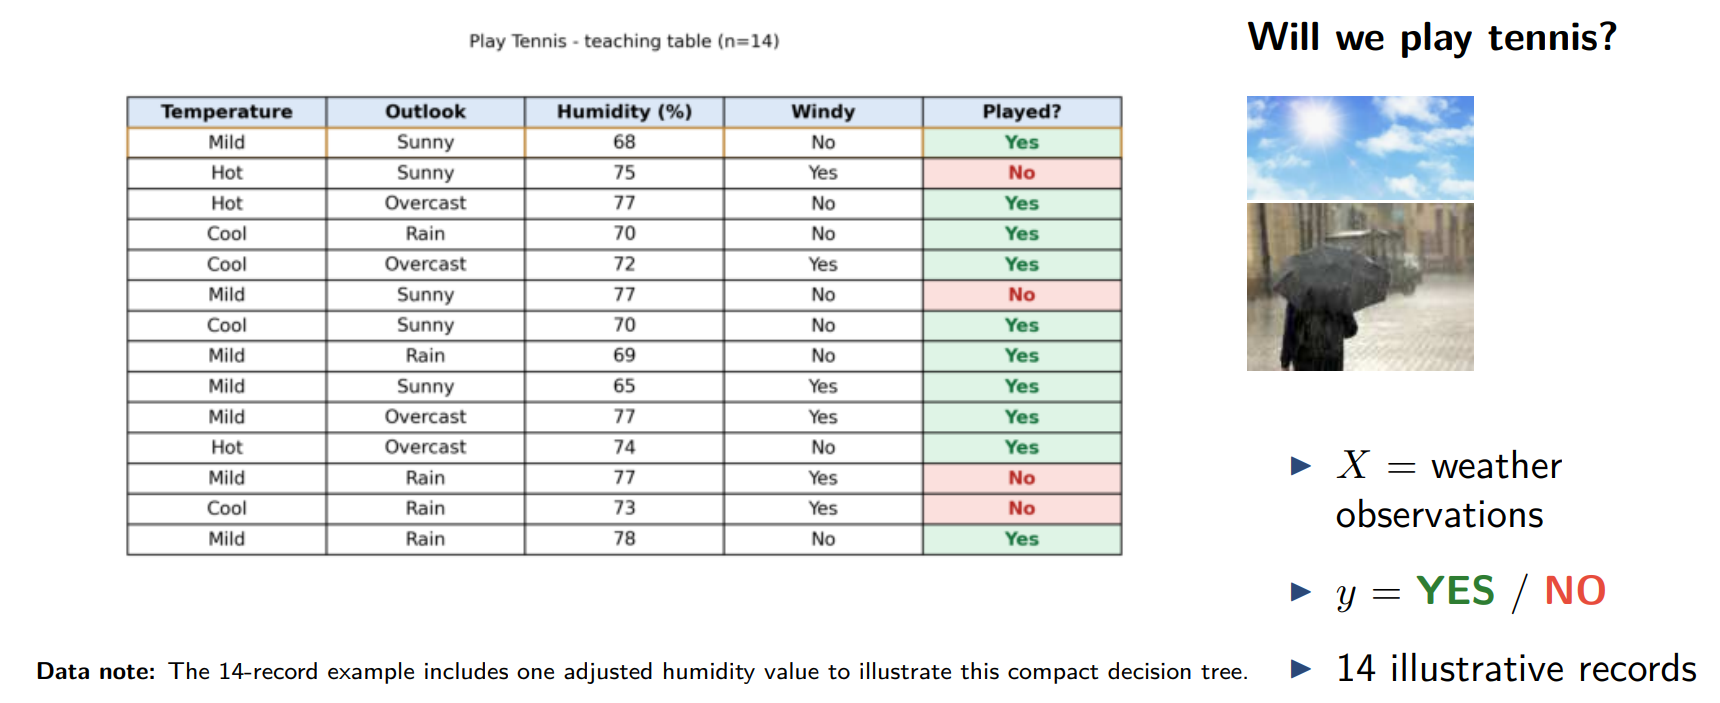 Play Tennis - teaching table (n=14)
Temperature Outlook Humidity (%) Windy Played?
Mild Sunny 68 No Yes
Hot Sunny 75 Yes No
Hot Overcast 77 No Yes
Cool Rain 70 No Yes
Cool Overcast 72 Yes Yes
Mild Sunny 77 No No
Cool Sunny 70 No Yes
Mild Rain 69 No Yes
Mild Sunny 65 Yes Yes
Mild Overcast 77 Yes Yes
Hot Overcast 74 No Yes
Mild Rain 77 Yes No
Cool Rain 73 Yes No
Mild Rain 78 No Yes
Data note: The 14-record example includes one adjusted humidity value to illustrate this compact decision tree.
Will we play tennis?
X = weather
observations
y = YES / NO
14 illustrative records